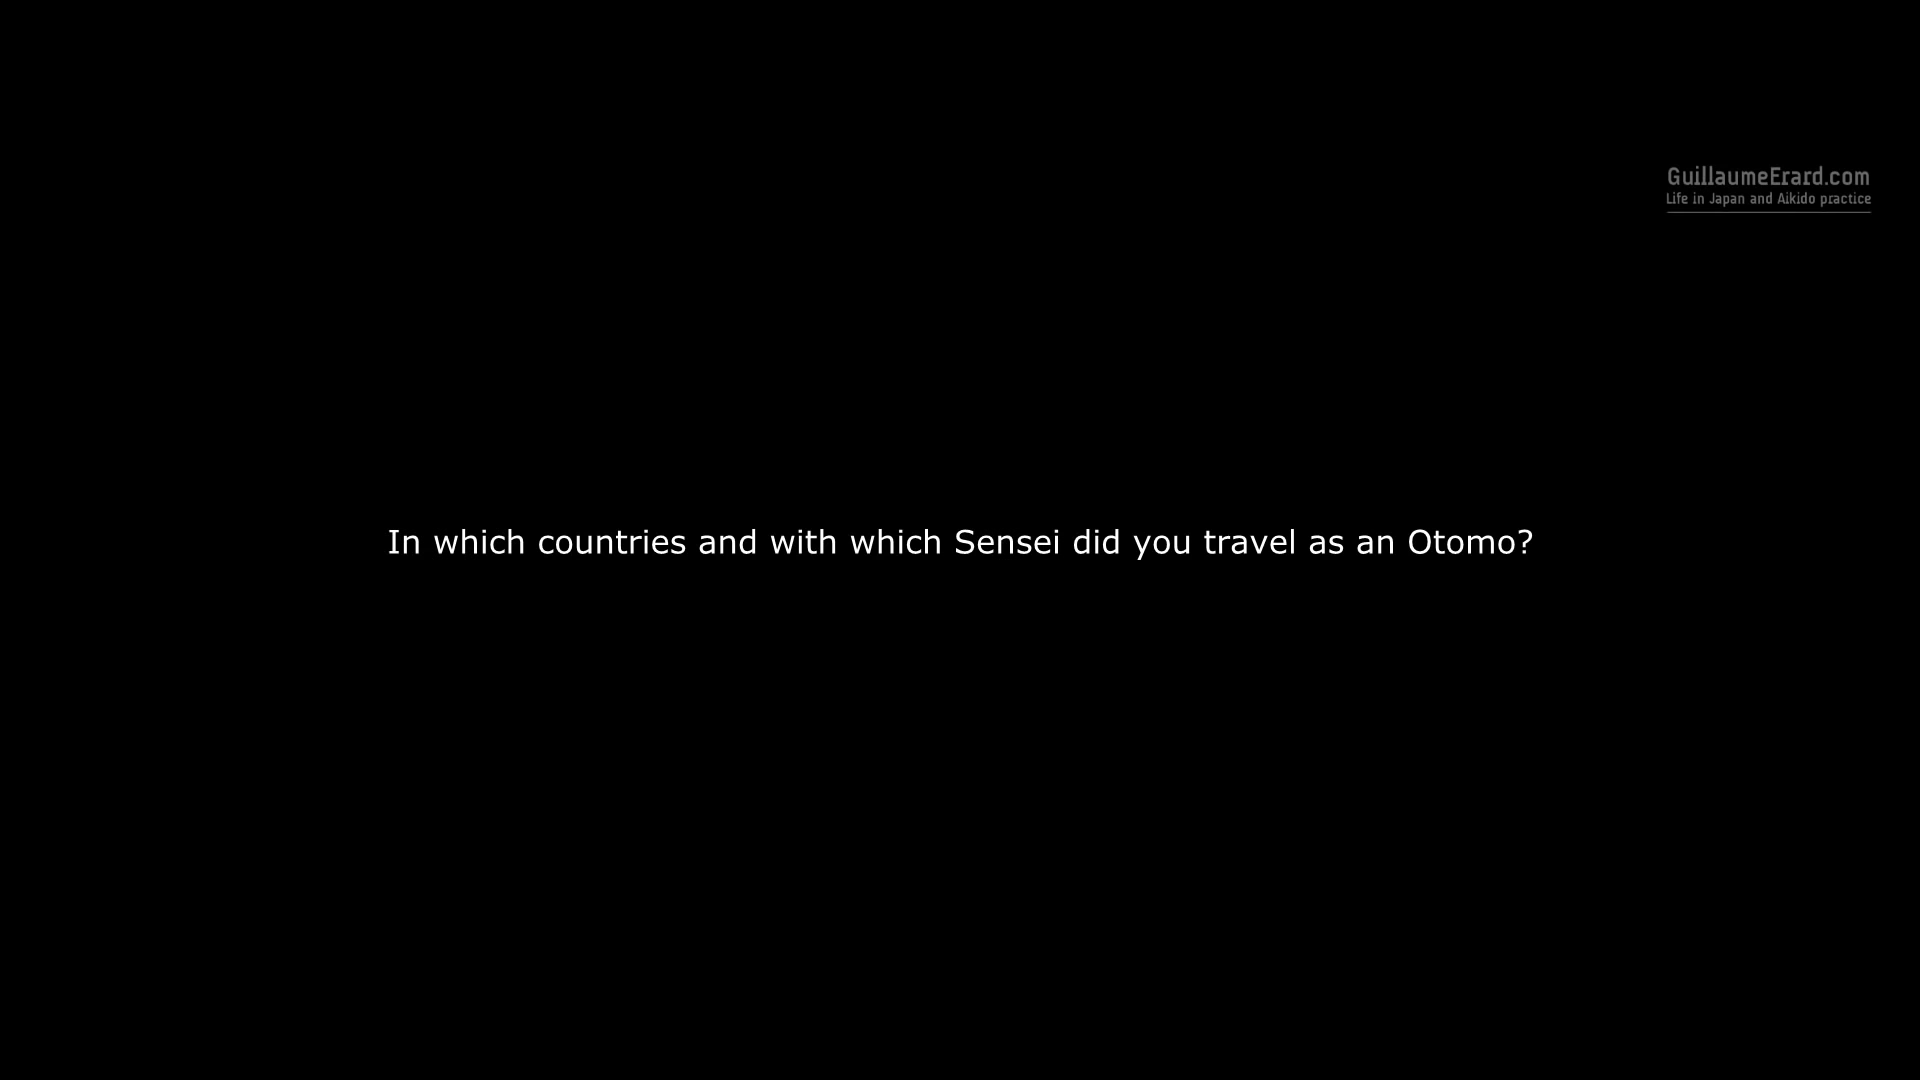 GuillaumeErard.com
Life in Japan and Aikido practice
In which countries and with which Sensei did you travel as an Otomo?